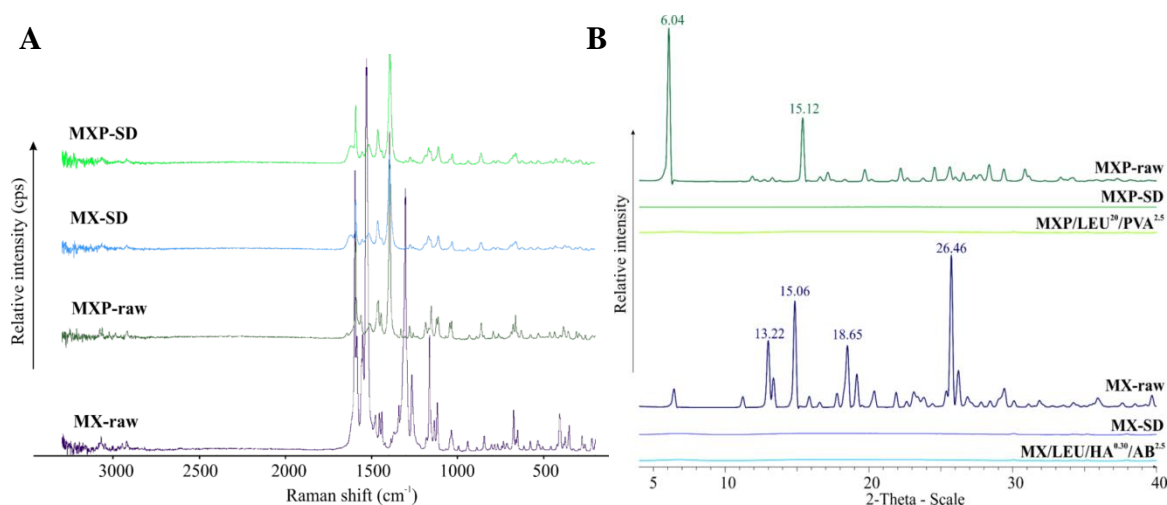 A
Relative intensity (cps)
MXP-SD
MX-SD
MXP-raw
MX-raw
3000 2500 2000 1500 1000 500
Raman shift (cm⁻¹)
B
Relative intensity
6.04
15.12
MXP-raw
MXP-SD
MXP/LEU²⁰/PVA²·⁵
26.46
15.06
13.22 18.65
MX-raw
MX-SD
MX/LEU/HA⁰·³⁰/AB²·⁵
4 5 10 20 30 40
2-Theta - Scale